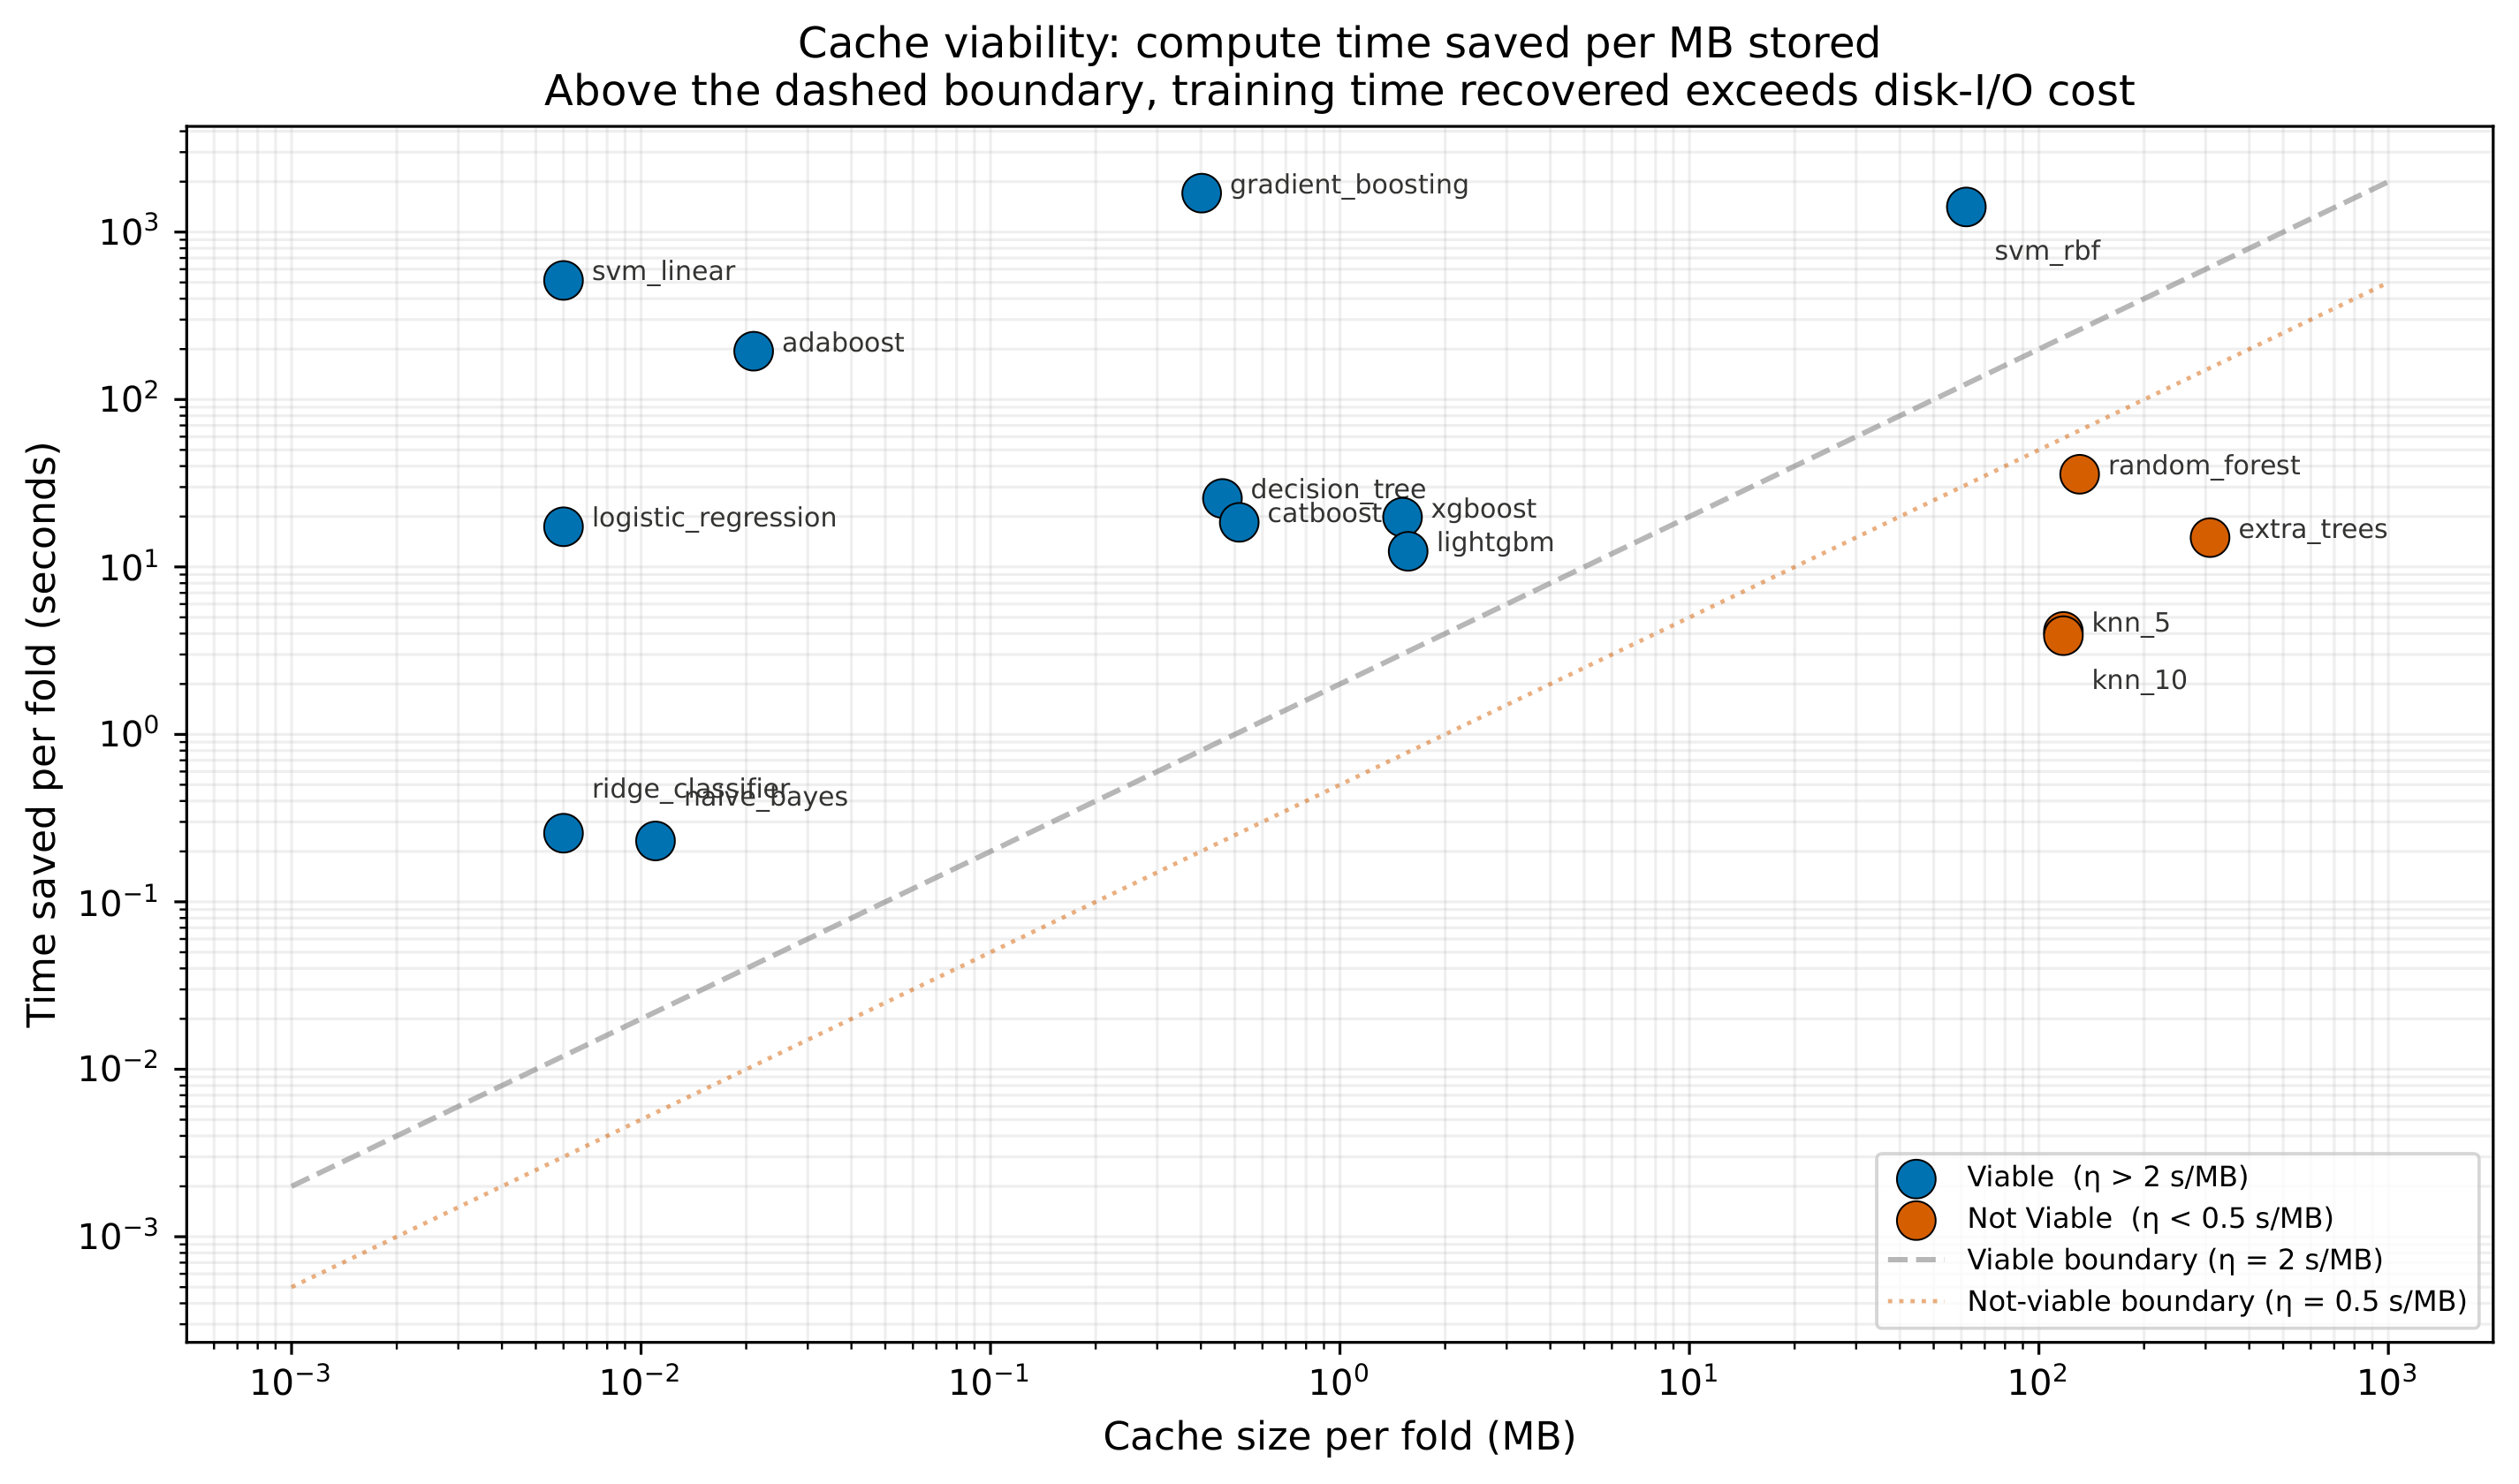 Cache viability: compute time saved per MB stored
Above the dashed boundary, training time recovered exceeds disk-I/O cost
Time saved per fold (seconds)
10³
10²
10¹
10⁰
10⁻¹
10⁻²
10⁻³
gradient_boosting
svm_rbf
svm_linear
adaboost
decision_tree
catboost
xgboost
lightgbm
logistic_regression
random_forest
extra_trees
knn_5
knn_10
ridge_classifier
naive_bayes
Viable (η > 2 s/MB)
Not Viable (η < 0.5 s/MB)
Viable boundary (η = 2 s/MB)
Not-viable boundary (η = 0.5 s/MB)
10⁻³
10⁻²
10⁻¹
10⁰
10¹
10²
10³
Cache size per fold (MB)